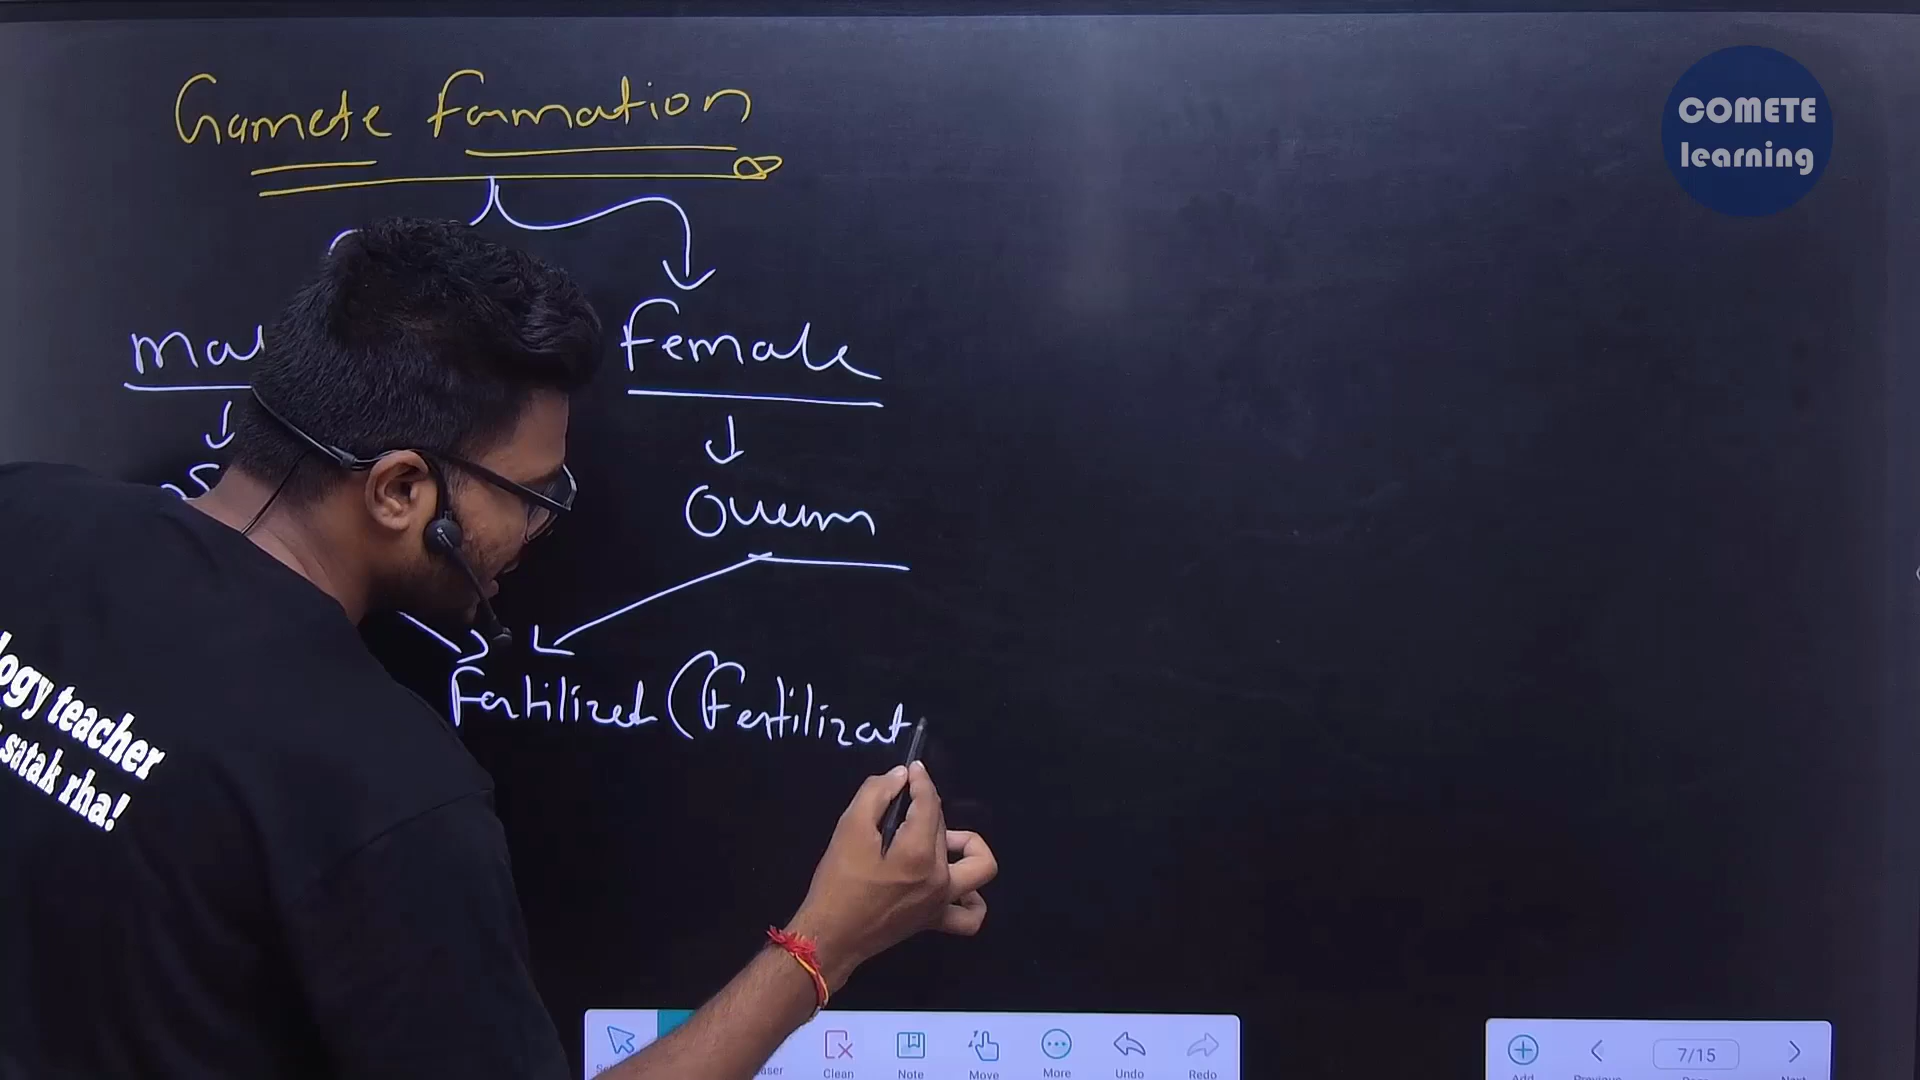 Gamete Formation
COMETE
learning
Female
Ovum
Fertilized (Fertilizat
logy teacher
satak rha!
Clean
Note
Move
More
Undo
Redo
7/15